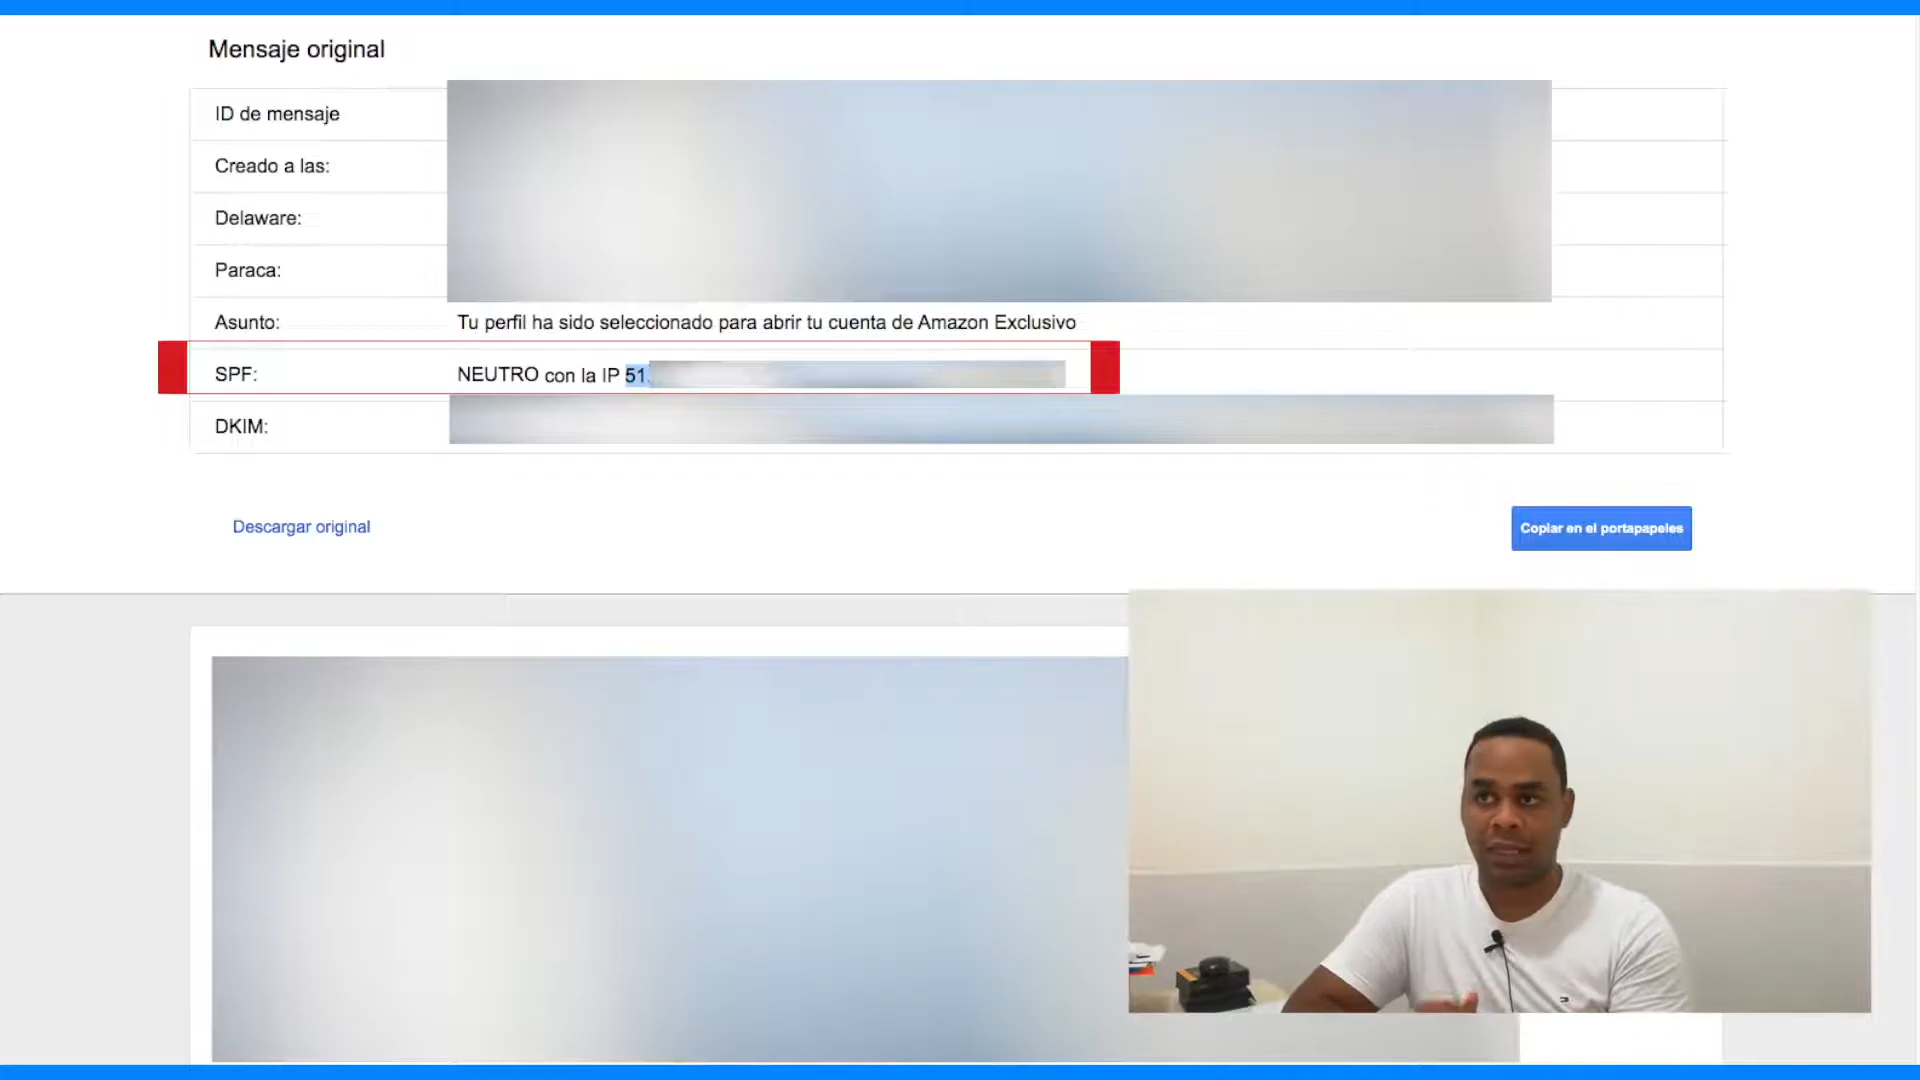 Mensaje original
ID de mensaje
Creado a las:
Delaware:
Paraca:
Asunto: Tu perfil ha sido seleccionado para abrir tu cuenta de Amazon Exclusivo
SPF: NEUTRO con la IP 51.
DKIM:
Descargar original
Copiar en el portapapeles